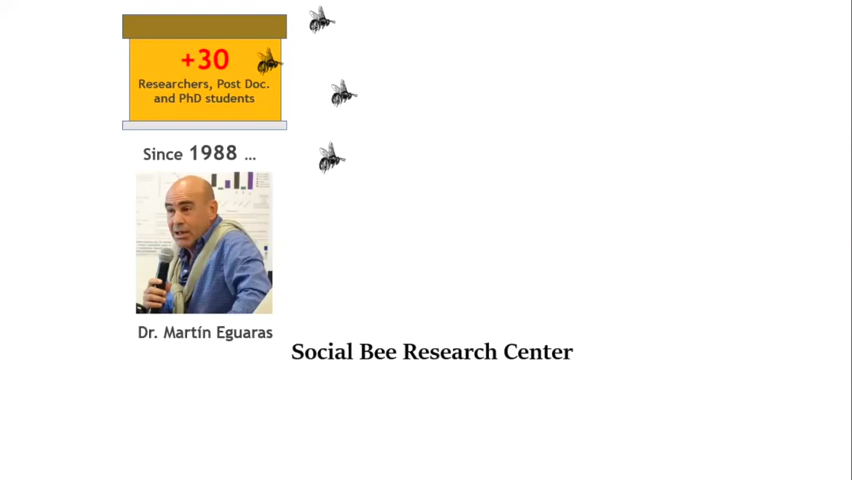 +30
Researchers, Post Doc.
and PhD students
Since 1988 ...
Dr. Martín Eguaras
Social Bee Research Center